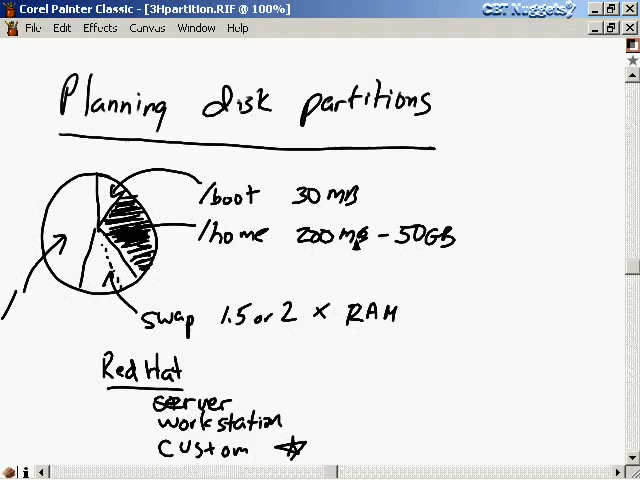 Corel Painter Classic - [3Hpartition.RIF @ 100%]
CBT Nuggets
File Edit Effects Canvas Window Help
Planning disk partitions
/boot 30 MB
/home 200 MB - 50GB
/
swap 1.5 or 2 x RAM
Red Hat
server
workstation
custom